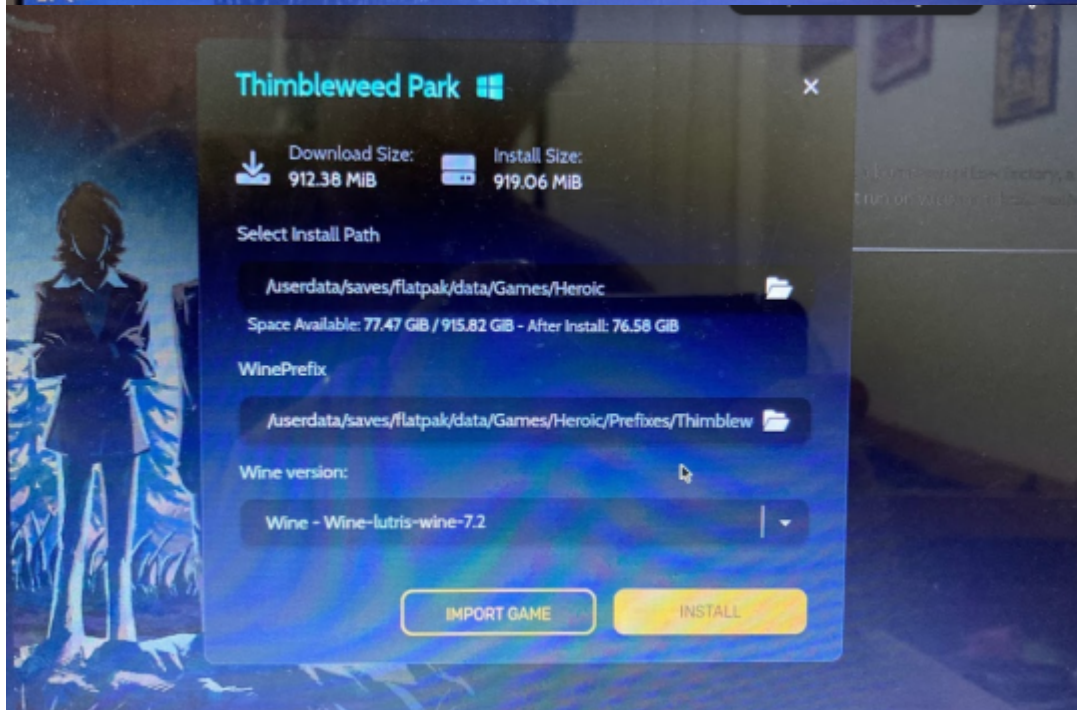 Thimbleweed Park
Download Size:
912.38 MiB
Install Size:
919.06 MiB
Select Install Path
/userdata/saves/flatpak/data/Games/Heroic
Space Available: 77.47 GiB / 915.82 GiB - After Install: 76.58 GiB
WinePrefix
/userdata/saves/flatpak/data/Games/Heroic/Prefixes/Thimblew
Wine version:
Wine - Wine-lutris-wine-7.2
IMPORT GAME
INSTALL